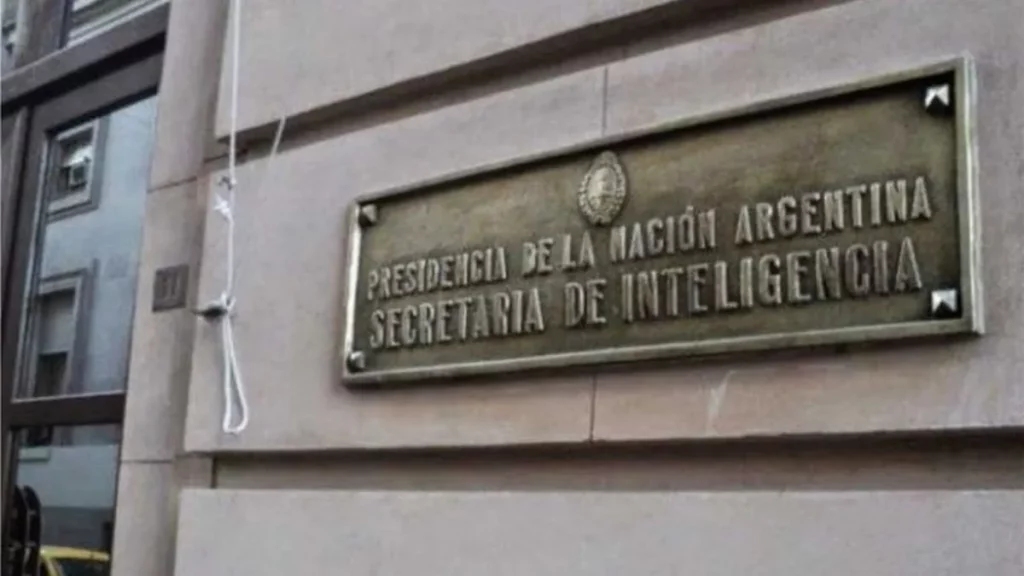 PRESIDENCIA DE LA NACIÓN ARGENTINA
SECRETARIA DE INTELIGENCIA